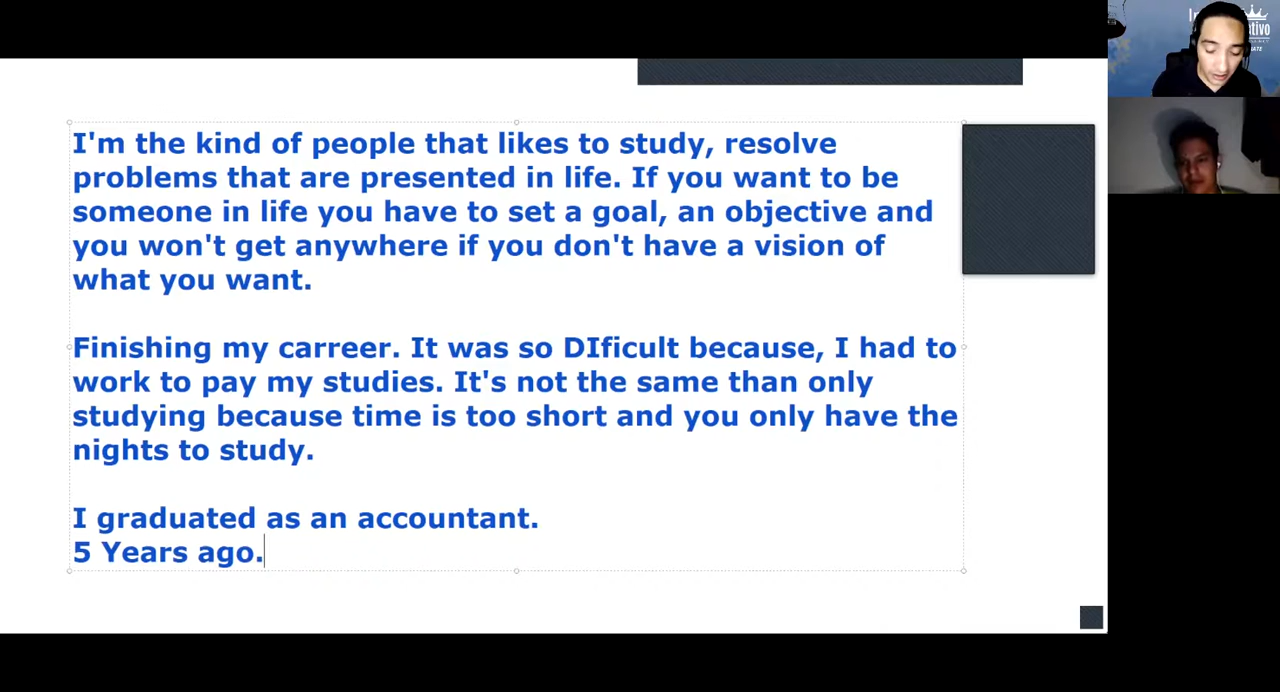 I'm the kind of people that likes to study, resolve
problems that are presented in life. If you want to be
someone in life you have to set a goal, an objective and
you won't get anywhere if you don't have a vision of
what you want.
Finishing my carreer. It was so DIficult because, I had to
work to pay my studies. It's not the same than only
studying because time is too short and you only have the
nights to study.
I graduated as an accountant.
5 Years ago.